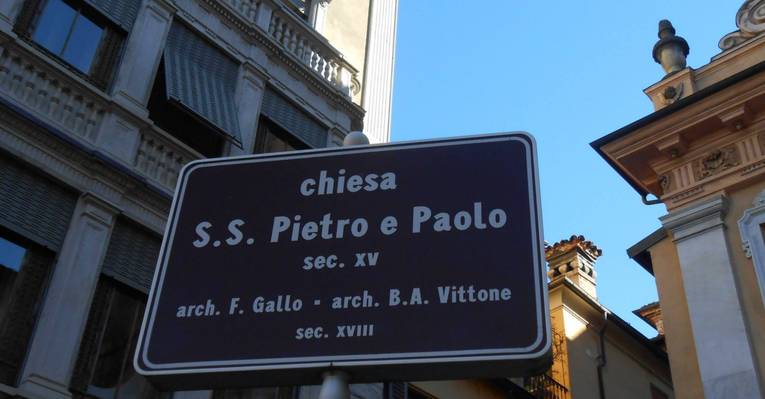 chiesa
S.S. Pietro e Paolo
sec. XV
arch. F. Gallo - arch. B.A. Vittone
sec. XVIII